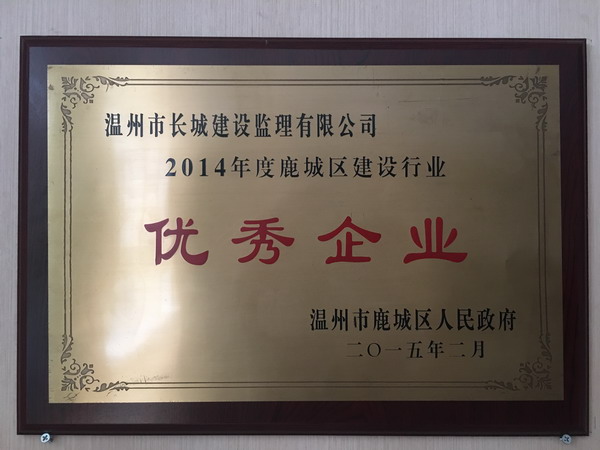 温州市长城建设监理有限公司
2014年度鹿城区建设行业
优秀企业
温州市鹿城区人民政府
二〇一五年二月